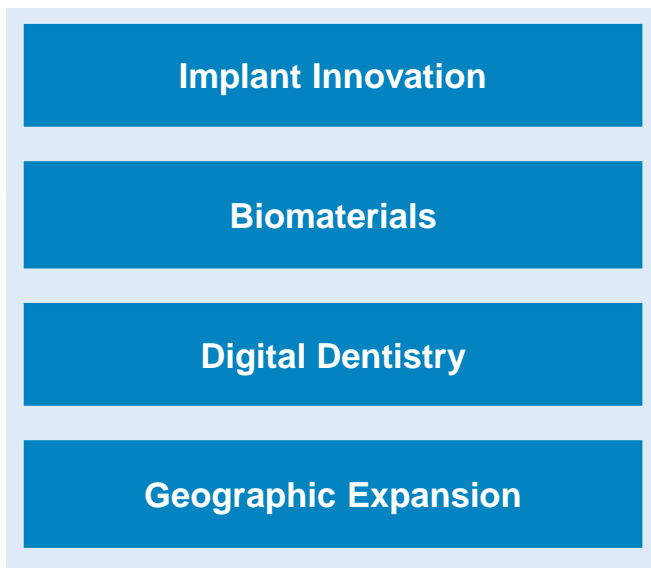 Implant Innovation
Biomaterials
Digital Dentistry
Geographic Expansion